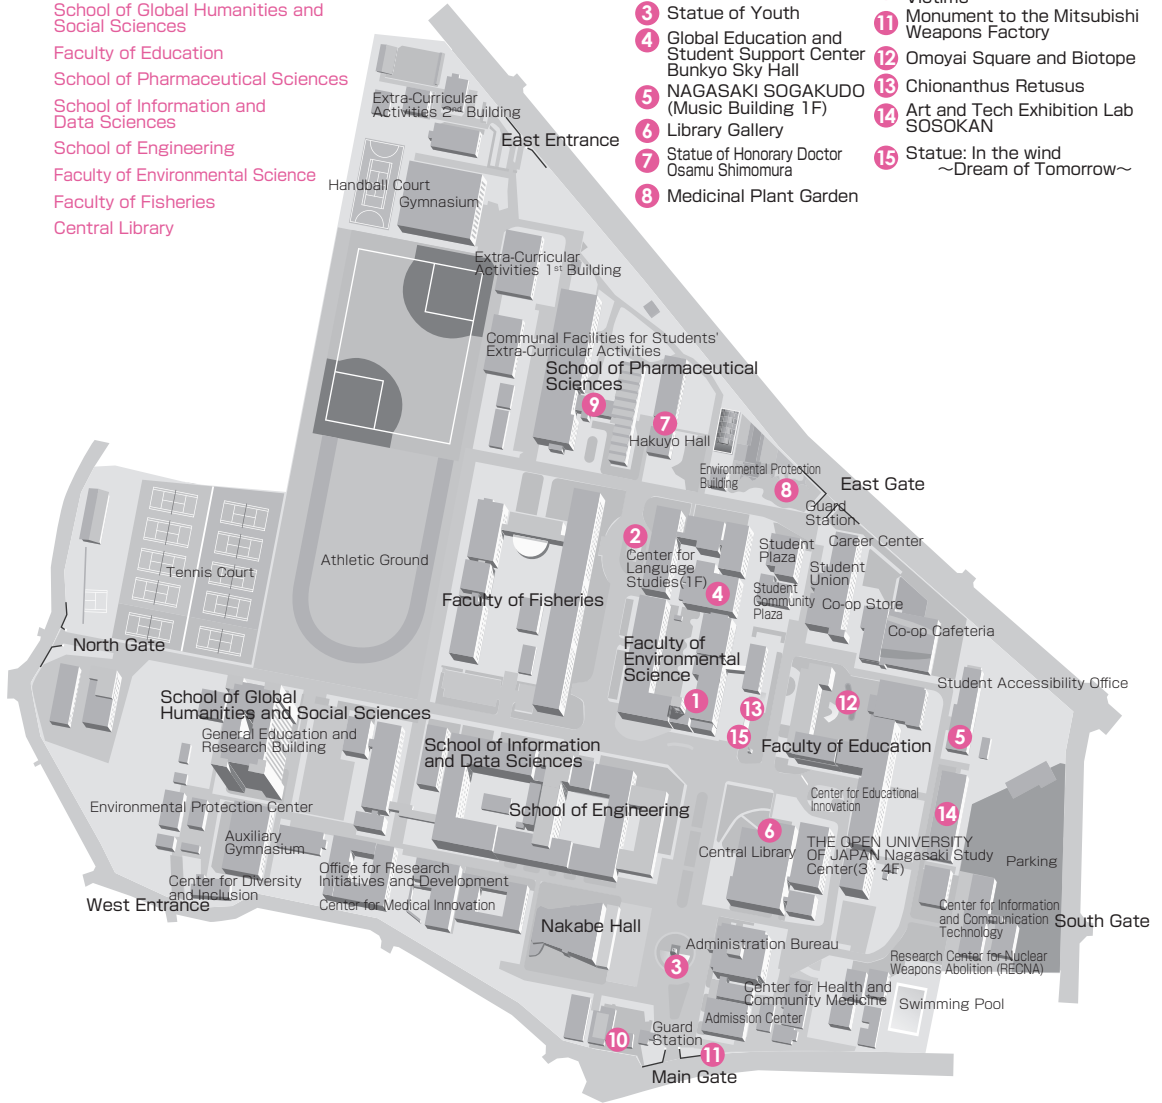 School of Global Humanities and
Social Sciences
Faculty of Education
School of Pharmaceutical Sciences
School of Information and
Data Sciences
School of Engineering
Faculty of Environmental Science
Faculty of Fisheries
Central Library
3 Statue of Youth
4 Global Education and
Student Support Center
Bunkyo Sky Hall
5 NAGASAKI SOGAKUDO
(Music Building 1F)
6 Library Gallery
7 Statue of Honorary Doctor
Osamu Shimomura
8 Medicinal Plant Garden
Victims
11 Monument to the Mitsubishi
Weapons Factory
12 Omoyai Square and Biotope
13 Chionanthus Retusus
14 Art and Tech Exhibition Lab
SOSOKAN
15 Statue: In the wind
～Dream of Tomorrow～
Extra-Curricular
Activities 2nd Building
East Entrance
Handball Court
Gymnasium
Extra-Curricular
Activities 1st Building
Communal Facilities for Students'
Extra-Curricular Activities
School of Pharmaceutical
Sciences
9
7
Hakuyo Hall
Environmental Protection
Building
8
East Gate
Guard
Station
2
Center for
Language
Studies(-1F)
4
Student
Plaza
Career Center
Student
Union
Student
Community
Plaza
Co-op Store
Co-op Cafeteria
Athletic Ground
Tennis Court
Faculty of Fisheries
North Gate
Faculty of
Environmental
Science
Student Accessibility Office
1
13
12
15
5
School of Global
Humanities and Social Sciences
General Education and
Research Building
School of Information
and Data Sciences
Faculty of Education
Environmental Protection Center
School of Engineering
Center for Educational
Innovation
14
Auxiliary
Gymnasium
6
Central Library
THE OPEN UNIVERSITY
OF JAPAN Nagasaki Study
Center(3・4F)
Parking
Office for Research
Initiatives and Development
Center for Diversity
and Inclusion
West Entrance
Center for Medical Innovation
Center for Information
and Communication
Technology
South Gate
Nakabe Hall
Administration Bureau
3
Research Center for Nuclear
Weapons Abolition (RECNA)
Center for Health and
Community Medicine
Swimming Pool
Admission Center
Guard
Station
10
11
Main Gate